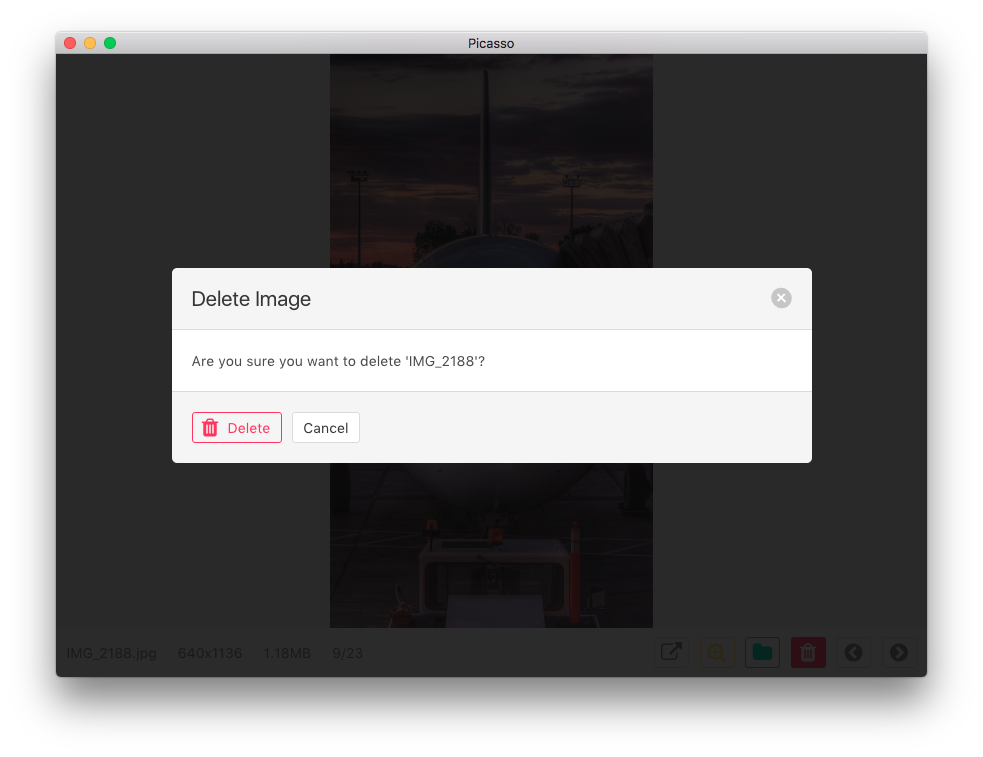 Picasso
Delete Image
Are you sure you want to delete 'IMG_2188'?
Delete
Cancel
IMG_2188.jpg 640x1136 1.18MB 9/23